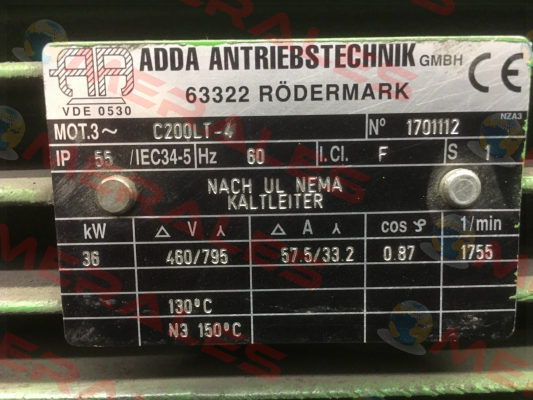 ADDA ANTRIEBSTECHNIK GMBH
VDE 0530
63322 RÖDERMARK
NZA3
MOT.3~ C200LT-4 Nº 1701112
IP 55 /IEC34-5 Hz 60 I.Cl. F S 1
NACH UL NEMA
KALTLEITER
kW △ V ⅄ △ A ⅄ cos φ 1/min
36 460/795 57.5/33.2 0.87 1755
130°C
N3 150°C